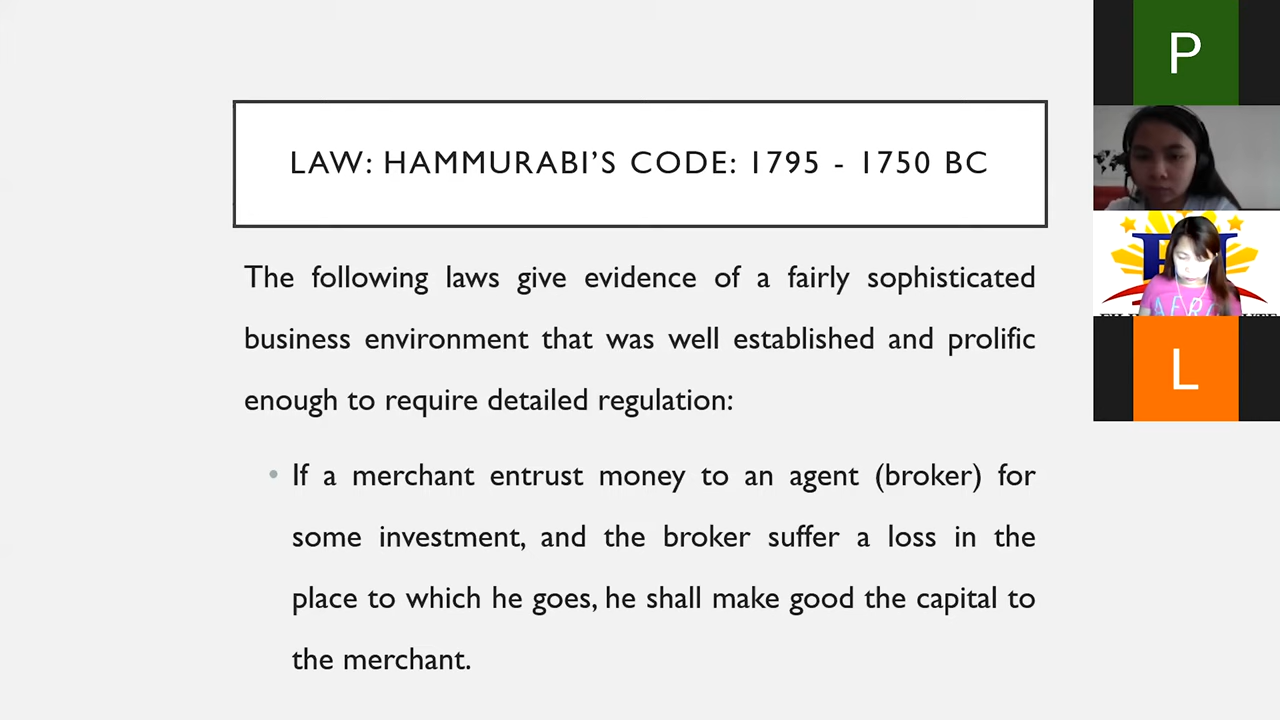 LAW: HAMMURABI'S CODE: 1795 - 1750 BC
The following laws give evidence of a fairly sophisticated
business environment that was well established and prolific
enough to require detailed regulation:
• If a merchant entrust money to an agent (broker) for
some investment, and the broker suffer a loss in the
place to which he goes, he shall make good the capital to
the merchant.
P
L